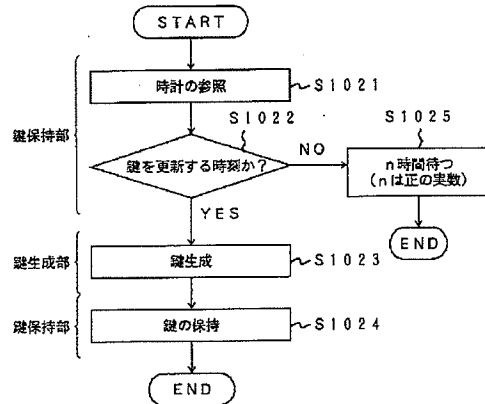 START
時計の参照
S1021
S1022
S1025
鍵保持部
鍵を更新する時刻か?
NO
n時間待つ
(nは正の実数)
YES
END
鍵生成部
鍵生成
S1023
鍵保持部
鍵の保持
S1024
END